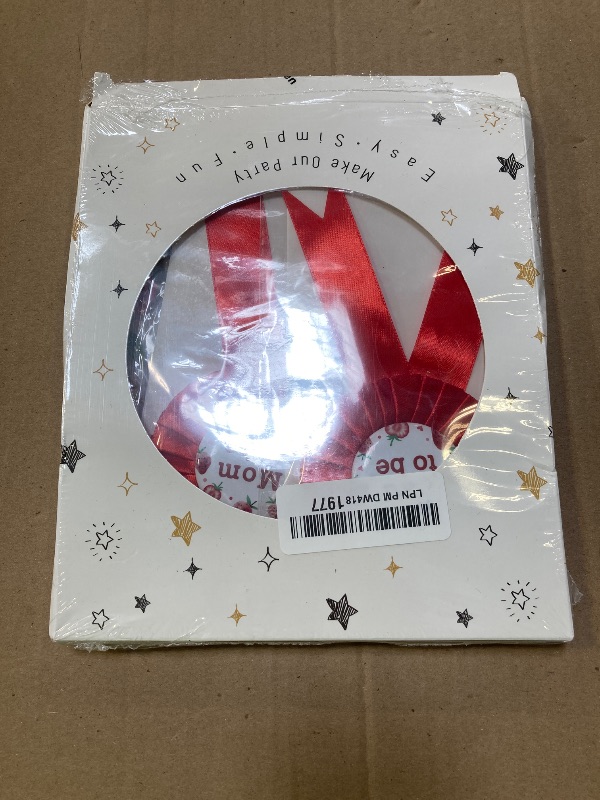 Easy · Simple · Fun
Make Our Party
to be
Mom
LPN PM DW4181977